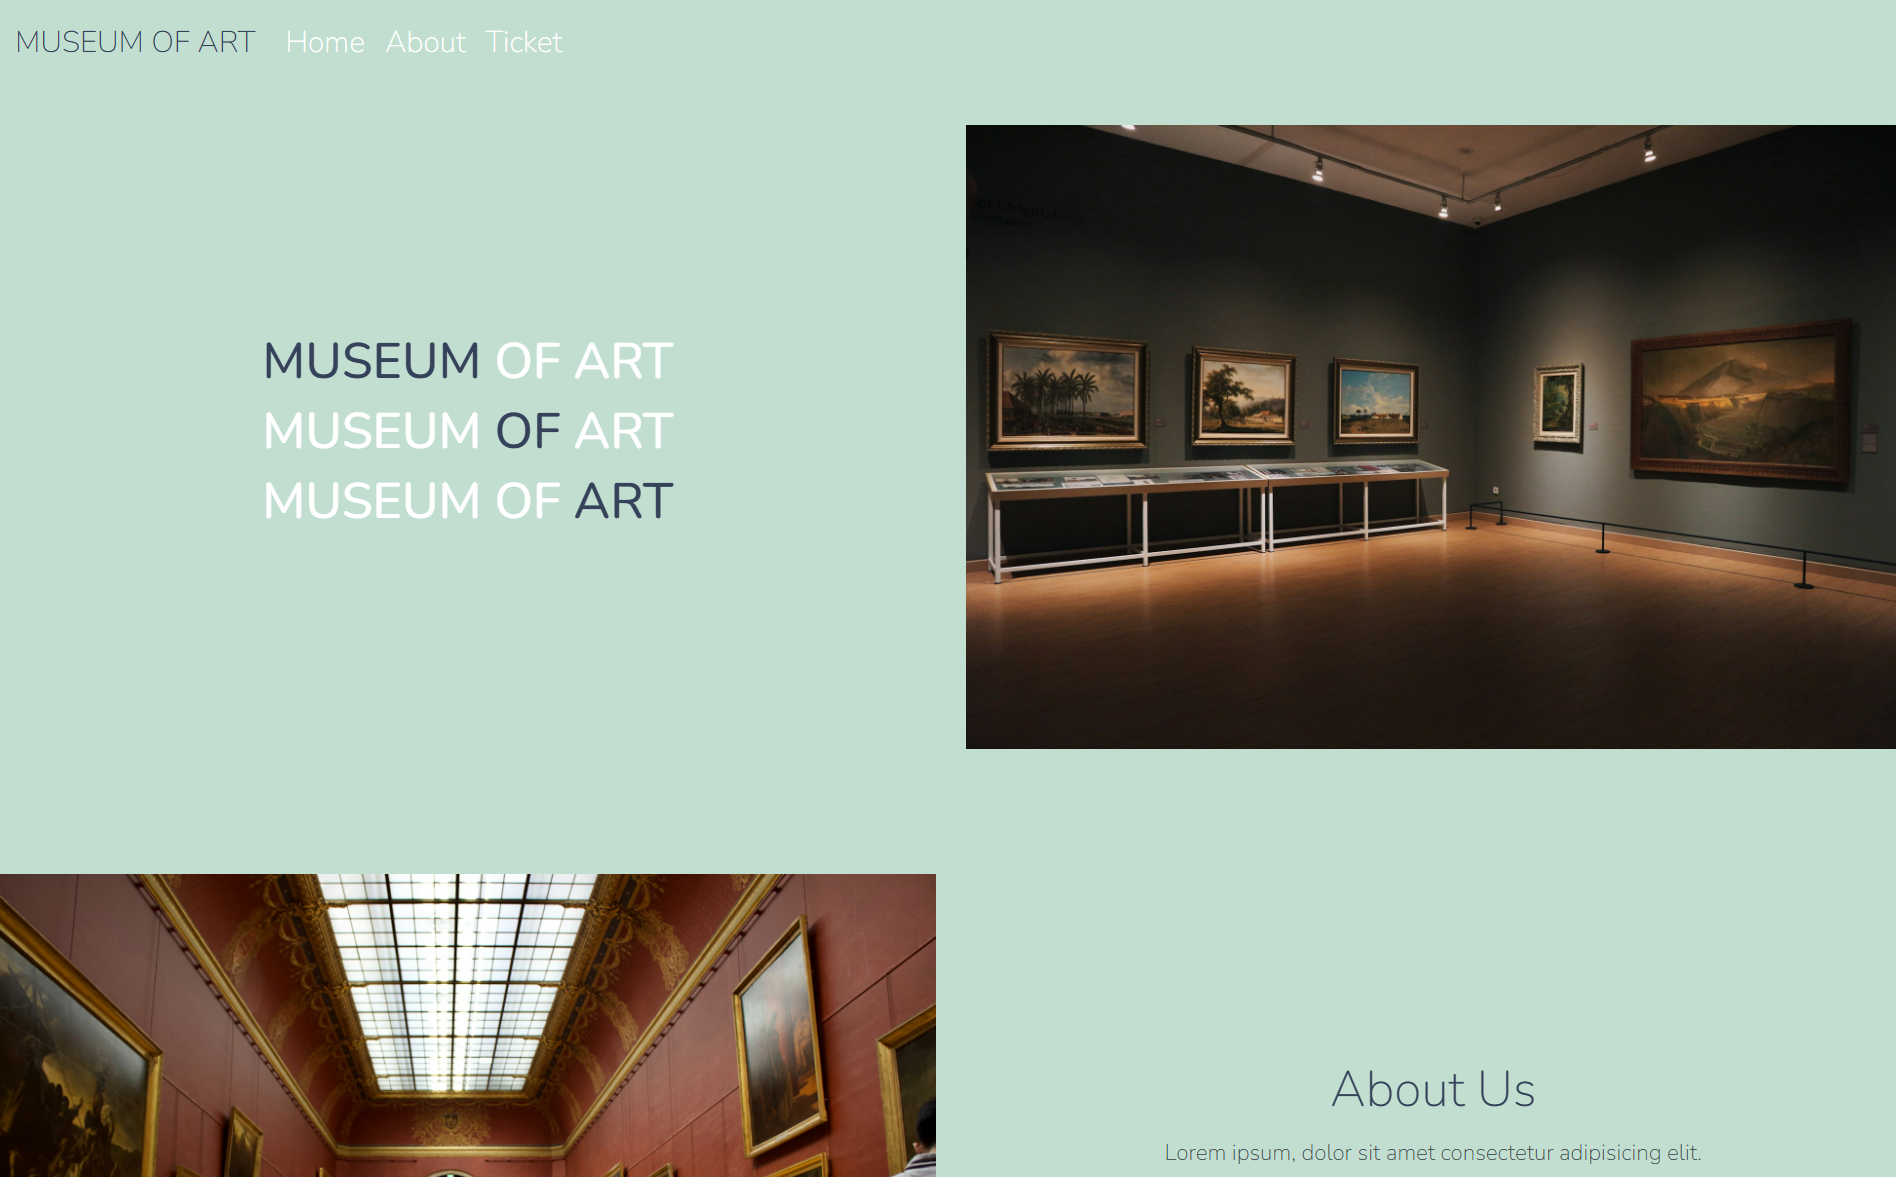 MUSEUM OF ART Home About Ticket
MUSEUM OF ART
MUSEUM OF ART
MUSEUM OF ART
About Us
Lorem ipsum, dolor sit amet consectetur adipisicing elit.